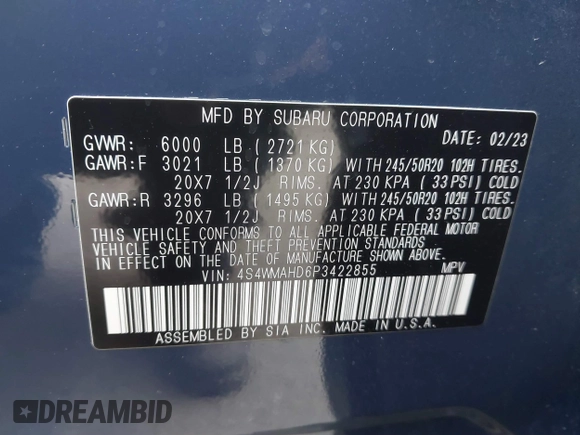 MFD BY SUBARU CORPORATION
GVWR: 6000 LB ( 2721 KG) DATE: 02/23
GAWR:F 3021 LB ( 1370 KG) WITH 245/50R20 102H TIRES.
20X7 1/2J RIMS. AT 230 KPA ( 33 PSI) COLD
GAWR:R 3296 LB ( 1495 KG) WITH 245/50R20 102H TIRES.
20X7 1/2J RIMS. AT 230 KPA ( 33 PSI) COLD
THIS VEHICLE CONFORMS TO ALL APPLICABLE FEDERAL MOTOR
VEHICLE SAFETY AND THEFT PREVENTION STANDARDS
IN EFFECT ON THE DATE OF MANUFACTURE SHOWN ABOVE.
VIN: 4S4WMAHD6P3422855 MPV
ASSEMBLED BY SIA INC. MADE IN U.S.A.
DREAMBID